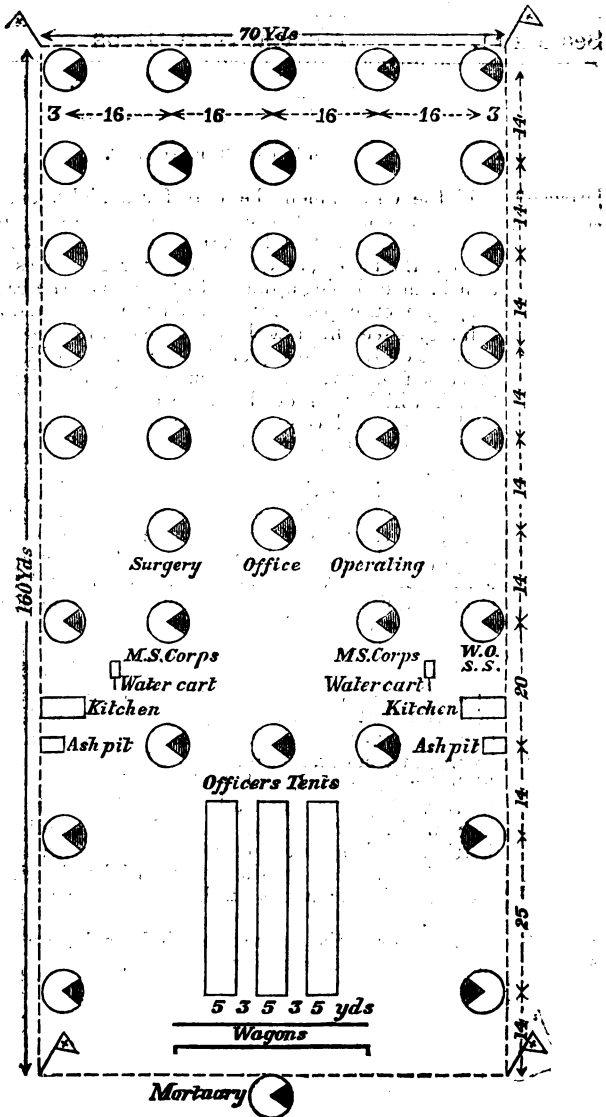 70 Yds
3 16 16 16 16 3
14
14
14
14
14
14
20
14
25
14
160 Yds
Surgery Office Operating
M.S.Corps M.S.Corps W.O. S.S.
Water cart Water cart
Kitchen Kitchen
Ash pit Ash pit
Officers Tents
5 3 5 3 5 yds
Wagons
Mortuary